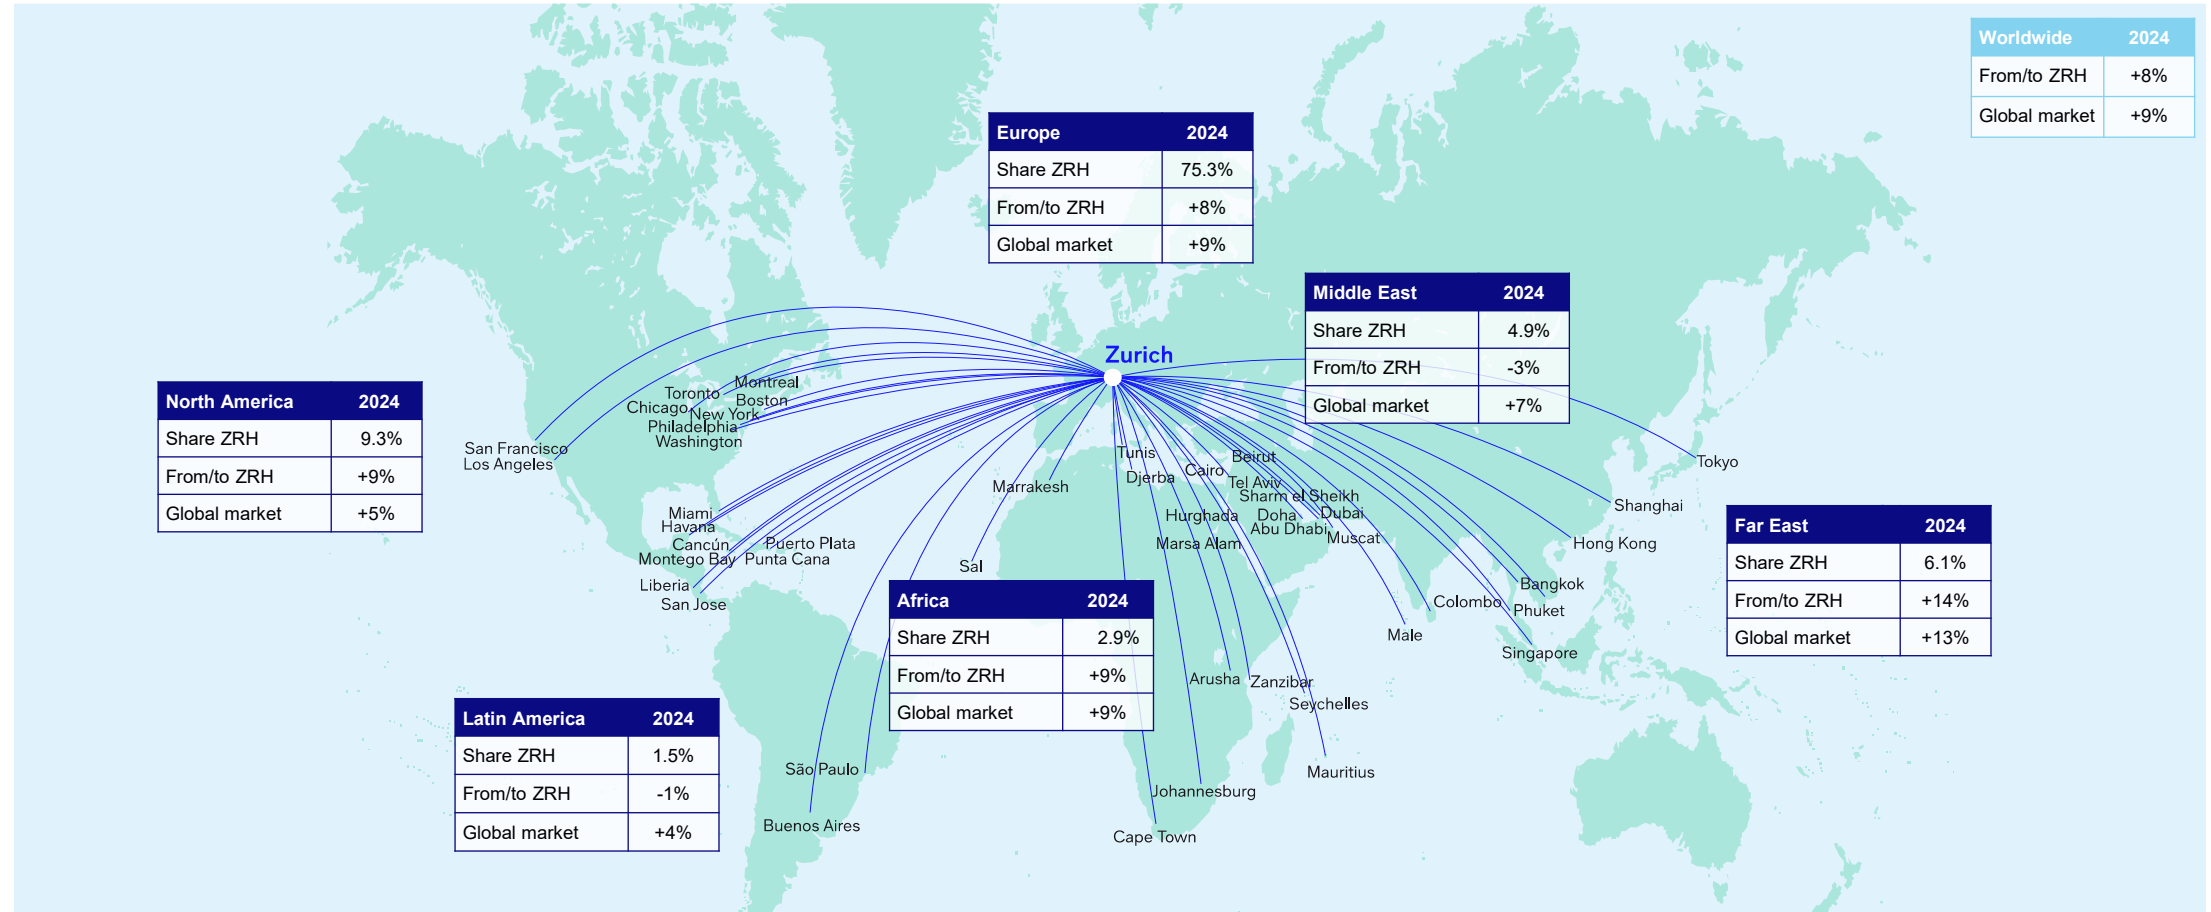 Worldwide 2024
From/to ZRH +8%
Global market +9%
Europe 2024
Share ZRH 75.3%
From/to ZRH +8%
Global market +9%
Middle East 2024
Share ZRH 4.9%
From/to ZRH -3%
Global market +7%
Zurich
North America 2024
Share ZRH 9.3%
From/to ZRH +9%
Global market +5%
Montreal
Toronto
Boston
Chicago
New York
Philadelphia
Washington
San Francisco
Los Angeles
Tunis
Djerba
Cairo
Beirut
Marrakesh
Tel Aviv
Sharm el Sheikh
Hurghada
Doha
Dubai
Abu Dhabi
Marsa Alam
Muscat
Tokyo
Shanghai
Hong Kong
Miami
Havana
Cancún
Puerto Plata
Montego Bay
Punta Cana
Liberia
San Jose
Sal
Bangkok
Colombo
Phuket
Male
Singapore
Far East 2024
Share ZRH 6.1%
From/to ZRH +14%
Global market +13%
Africa 2024
Share ZRH 2.9%
From/to ZRH +9%
Global market +9%
Arusha
Zanzibar
Seychelles
Mauritius
Johannesburg
Cape Town
Latin America 2024
Share ZRH 1.5%
From/to ZRH -1%
Global market +4%
São Paulo
Buenos Aires